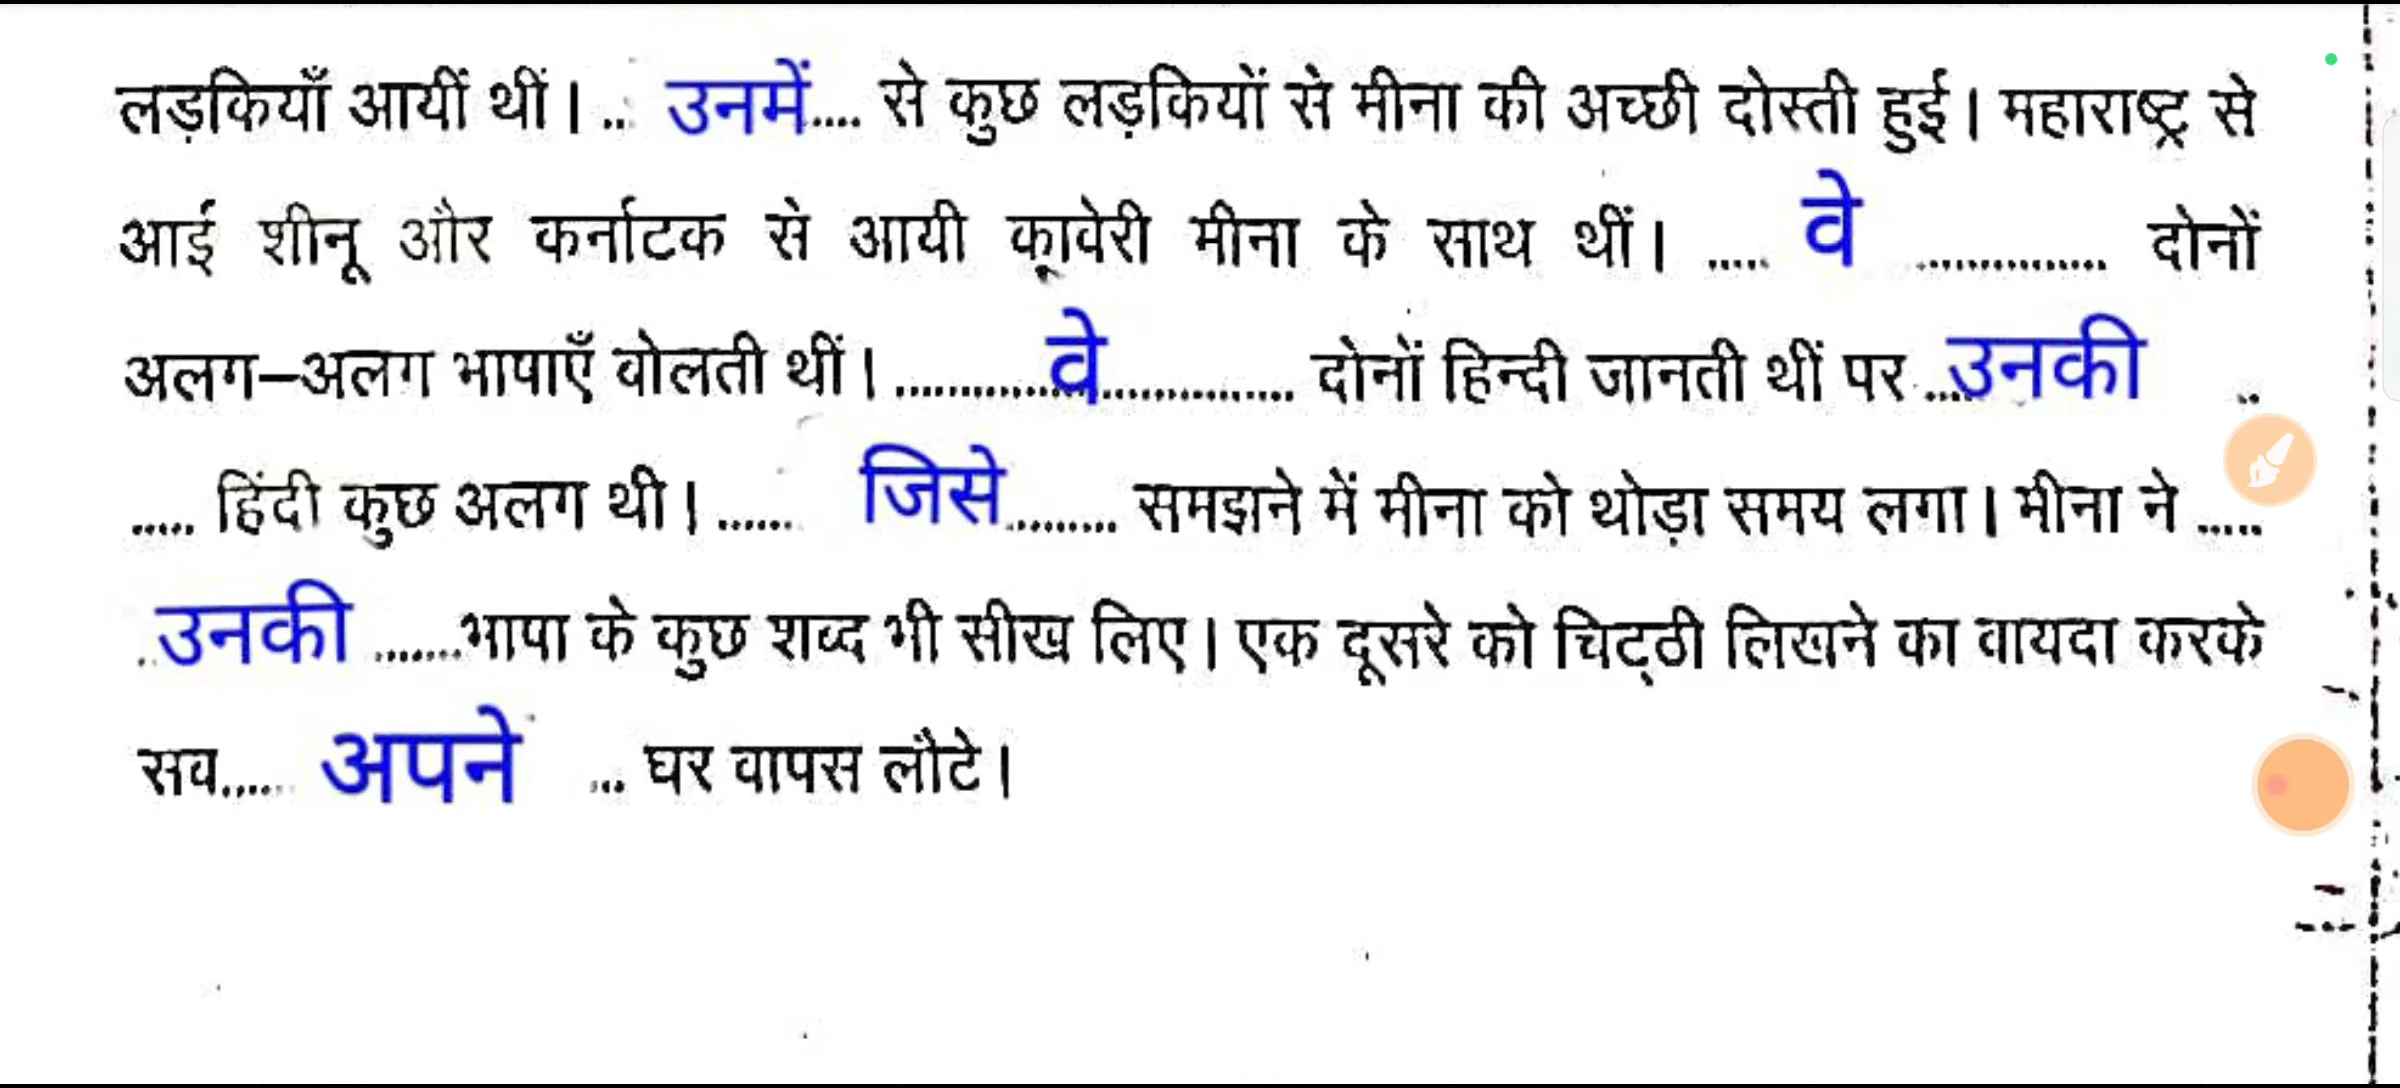 लड़कियाँ आयीं थीं। .. उनमें.... से कुछ लड़कियों से मीना की अच्छी दोस्ती हुई। महाराष्ट्र से
आई शीनू और कर्नाटक से आयी कावेरी मीना के साथ थीं। ..... वे ............... दोनों
अलग–अलग भाषाएँ बोलती थीं। ............वे............... दोनों हिन्दी जानती थीं पर ....उनकी ..
..... हिंदी कुछ अलग थी। ...... जिसे......... समझने में मीना को थोड़ा समय लगा। मीना ने .....
..उनकी .......भाषा के कुछ शब्द भी सीख लिए। एक दूसरे को चिट्ठी लिखने का वायदा करके
सब..... अपने ... घर वापस लौटे।